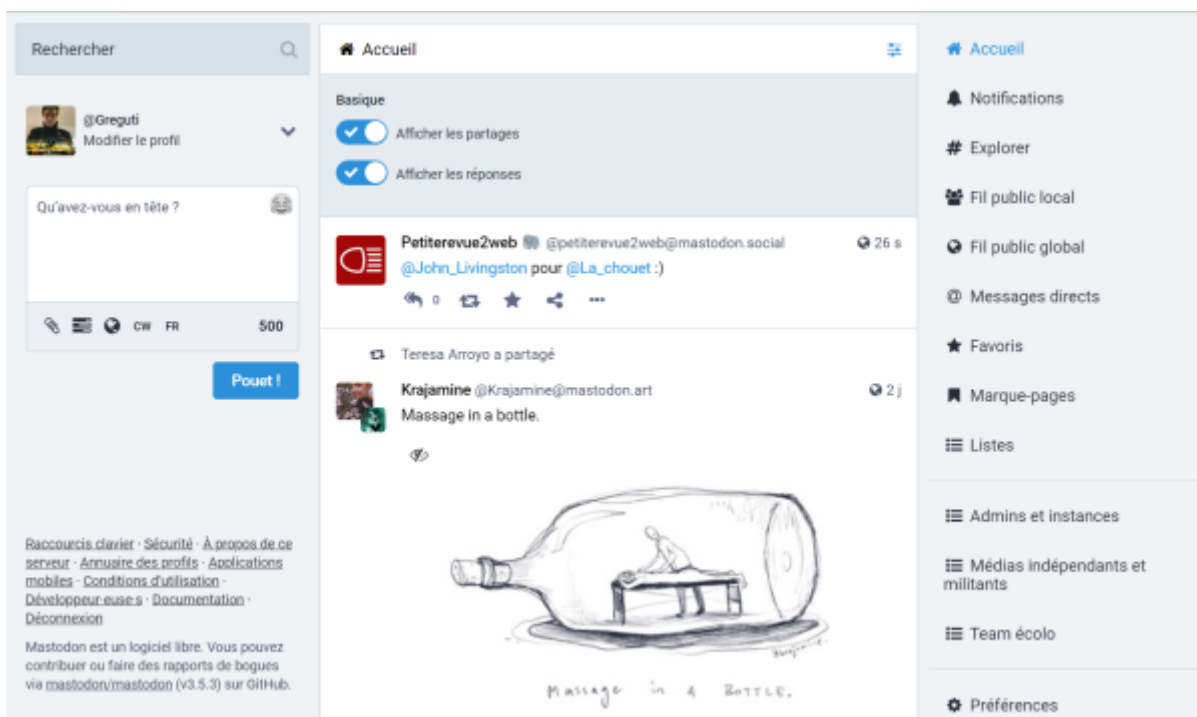 Rechercher
@Greguti
Modifier le profil
Qu'avez-vous en tête ?
CW FR 500
Pouet !
Raccourcis clavier · Sécurité · À propos de ce
serveur · Annuaire des profils · Applications
mobiles · Conditions d'utilisation ·
Développeur·euse·s · Documentation ·
Déconnexion
Mastodon est un logiciel libre. Vous pouvez
contribuer ou faire des rapports de bogues
via mastodon/mastodon (v3.5.3) sur GitHub.
Accueil
Basique
Afficher les partages
Afficher les réponses
Petiterevue2web @petiterevue2web@mastodon.social 26 s
@John_Livingston pour @La_chouet :)
0
Teresa Arroyo a partagé
Krajamine @Krajamine@mastodon.art 2 j
Massage in a bottle.
Krajamine
Massage in a BOTTLE.
Accueil
Notifications
# Explorer
Fil public local
Fil public global
@ Messages directs
Favoris
Marque-pages
Listes
Admins et instances
Médias indépendants et
militants
Team écolo
Préférences